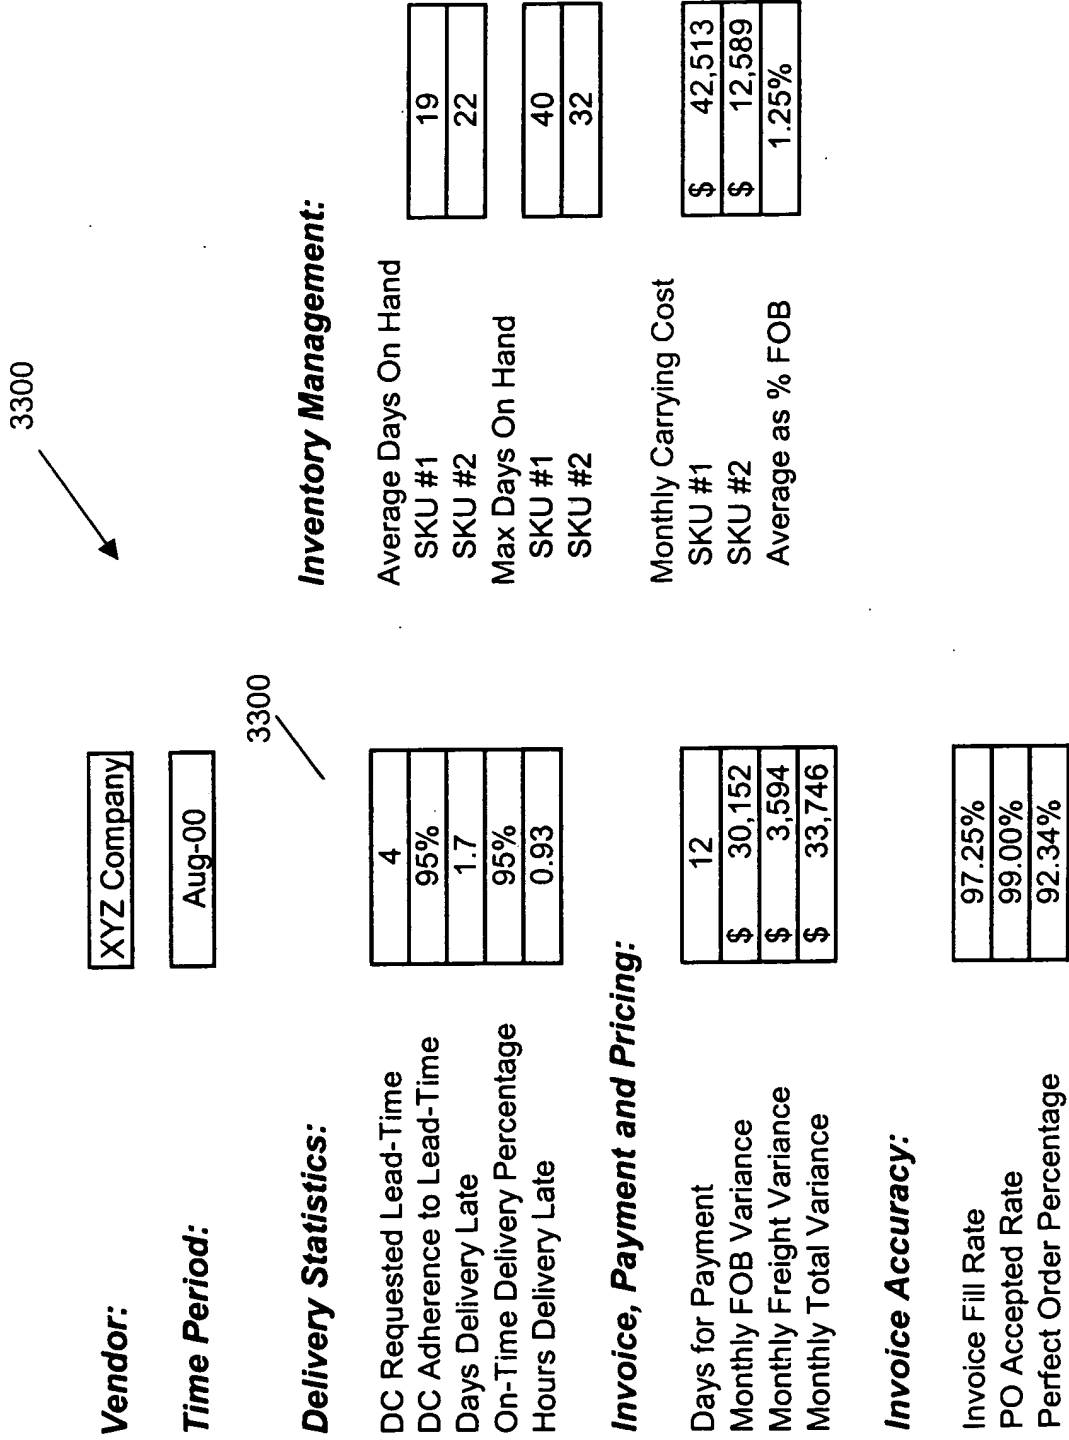 3300
Vendor: XYZ Company
Time Period: Aug-00
3300
Delivery Statistics:
DC Requested Lead-Time 4
DC Adherence to Lead-Time 95%
Days Delivery Late 1.7
On-Time Delivery Percentage 95%
Hours Delivery Late 0.93
Invoice, Payment and Pricing:
Days for Payment 12
Monthly FOB Variance $ 30,152
Monthly Freight Variance $ 3,594
Monthly Total Variance $ 33,746
Invoice Accuracy:
Invoice Fill Rate 97.25%
PO Accepted Rate 99.00%
Perfect Order Percentage 92.34%
Inventory Management:
Average Days On Hand
SKU #1 19
SKU #2 22
Max Days On Hand
SKU #1 40
SKU #2 32
Monthly Carrying Cost
SKU #1 $ 42,513
SKU #2 $ 12,589
Average as % FOB 1.25%